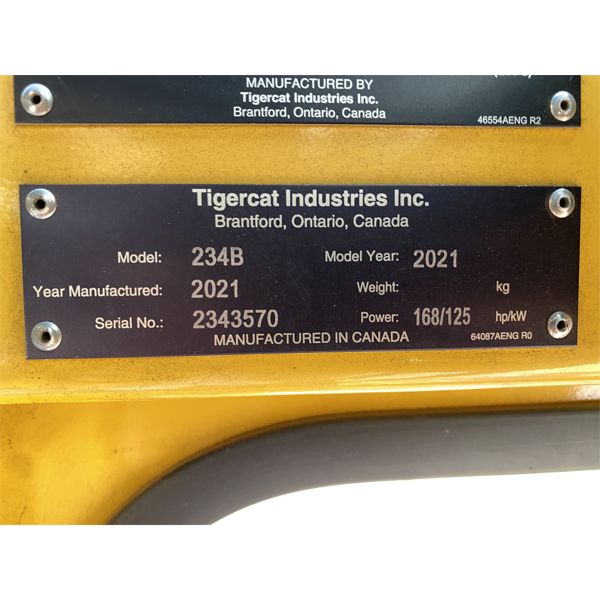 MANUFACTURED BY
Tigercat Industries Inc.
Brantford, Ontario, Canada
46554AENG R2
Tigercat Industries Inc.
Brantford, Ontario, Canada
Model: 234B Model Year: 2021
Year Manufactured: 2021 Weight: kg
Serial No.: 2343570 Power: 168/125 hp/kW
MANUFACTURED IN CANADA 64087AENG R0